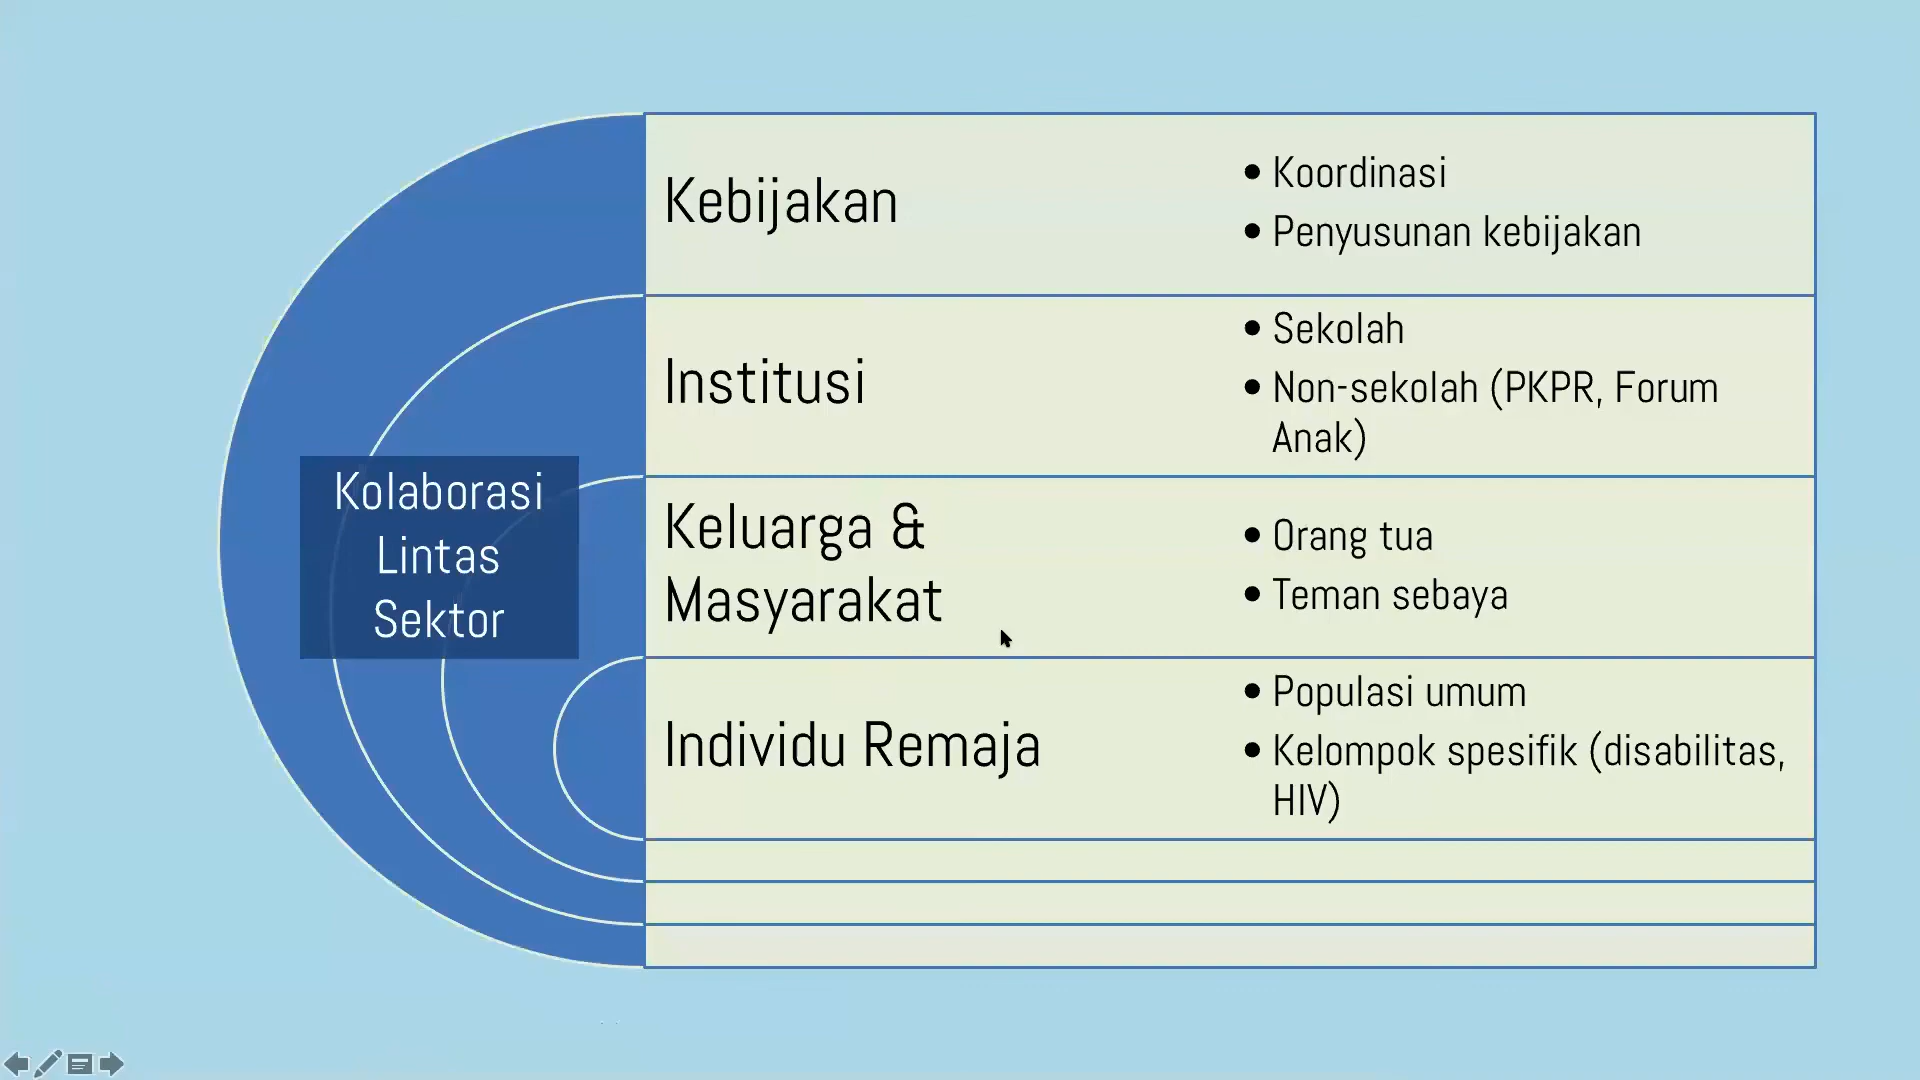 Kebijakan
• Koordinasi
• Penyusunan kebijakan
Institusi
• Sekolah
• Non-sekolah (PKPR, Forum
Anak)
Kolaborasi
Lintas
Sektor
Keluarga &
Masyarakat
• Orang tua
• Teman sebaya
Individu Remaja
• Populasi umum
• Kelompok spesifik (disabilitas,
HIV)